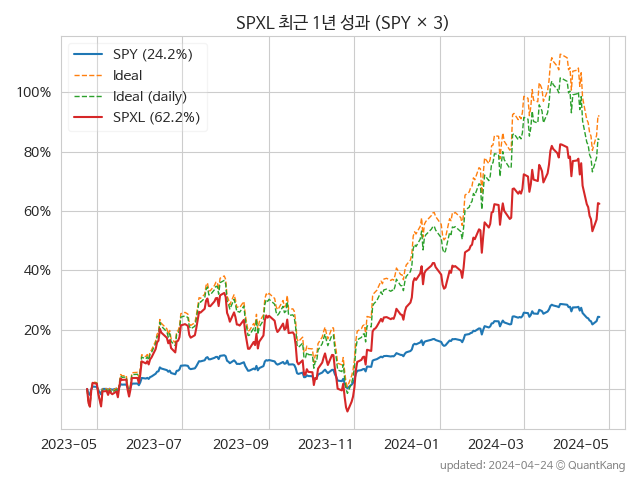 SPXL 최근 1년 성과 (SPY × 3)
SPY (24.2%)
Ideal
Ideal (daily)
SPXL (62.2%)
100%
80%
60%
40%
20%
0%
2023-05 2023-07 2023-09 2023-11 2024-01 2024-03 2024-05
updated: 2024-04-24 © QuantKang